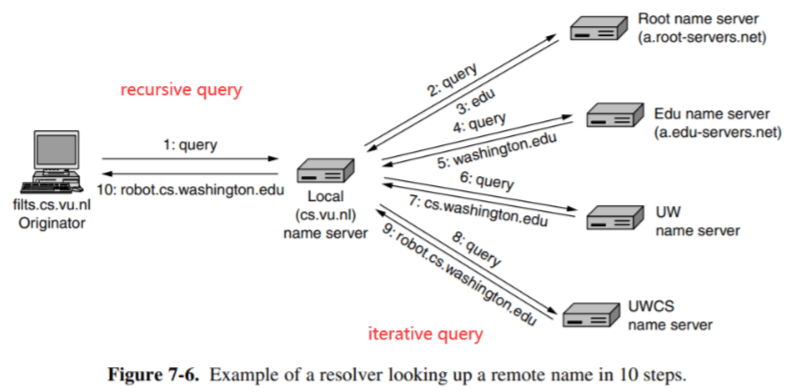 Root name server
(a.root-servers.net)
recursive query
2: query
3: edu
4: query
Edu name server
(a.edu-servers.net)
1: query
5: washington.edu
10: robot.cs.washington.edu
6: query
filts.cs.vu.nl
Originator
Local
(cs.vu.nl)
name server
7: cs.washington.edu
UW
name server
8: query
9: robot.cs.washington.edu
UWCS
name server
iterative query
Figure 7-6. Example of a resolver looking up a remote name in 10 steps.